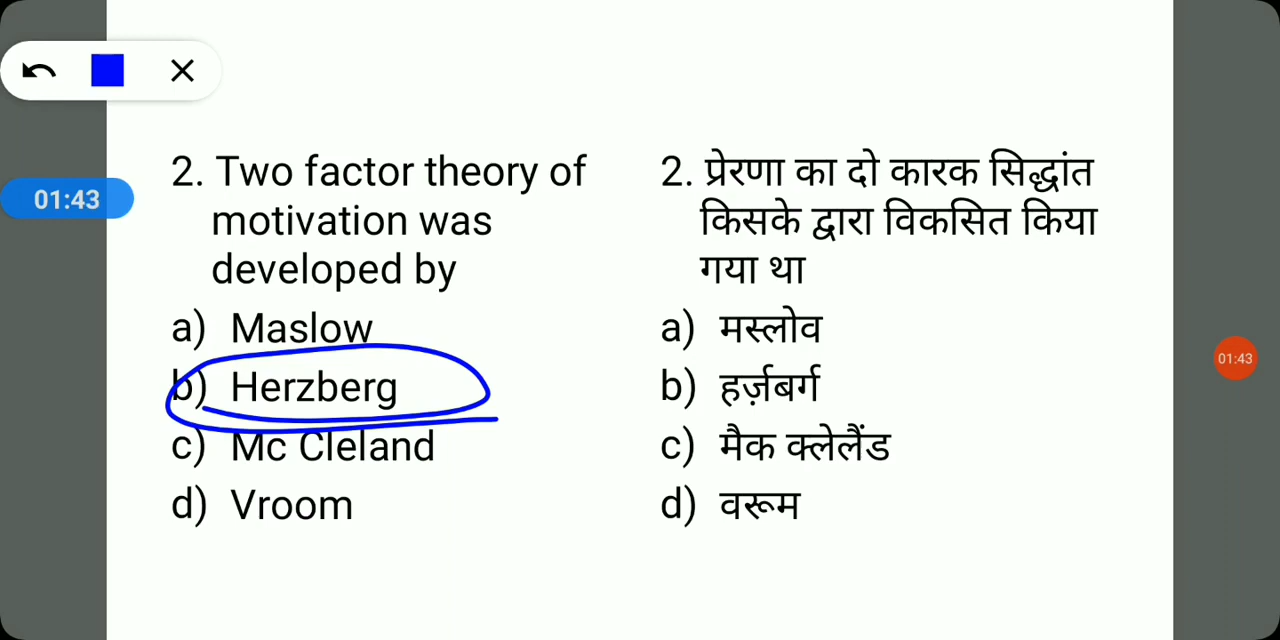 01:43
2. Two factor theory of
motivation was
developed by
a) Maslow
b) Herzberg
c) Mc Cleland
d) Vroom
2. प्रेरणा का दो कारक सिद्धांत
किसके द्वारा विकसित किया
गया था
a) मस्लोव
b) हर्ज़बर्ग
c) मैक क्लेलैंड
d) वरूम
01:43